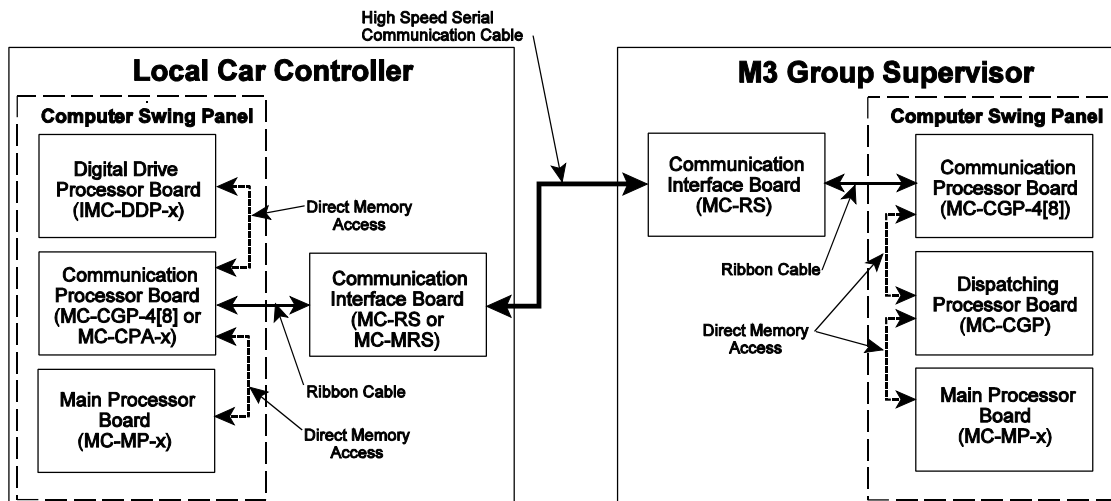 High Speed Serial
Communication Cable
Local Car Controller
Computer Swing Panel
Digital Drive
Processor Board
(IMC-DDP-x)
Direct Memory
Access
Communication
Processor Board
(MC-CGP-4[8] or
MC-CPA-x)
Communication
Interface Board
(MC-RS or
MC-MRS)
Ribbon Cable
Main Processor
Board
(MC-MP-x)
Direct Memory
Access
M3 Group Supervisor
Computer Swing Panel
Communication
Interface Board
(MC-RS)
Communication
Processor Board
(MC-CGP-4[8])
Ribbon Cable
Dispatching
Processor Board
(MC-CGP)
Direct Memory
Access
Main Processor
Board
(MC-MP-x)